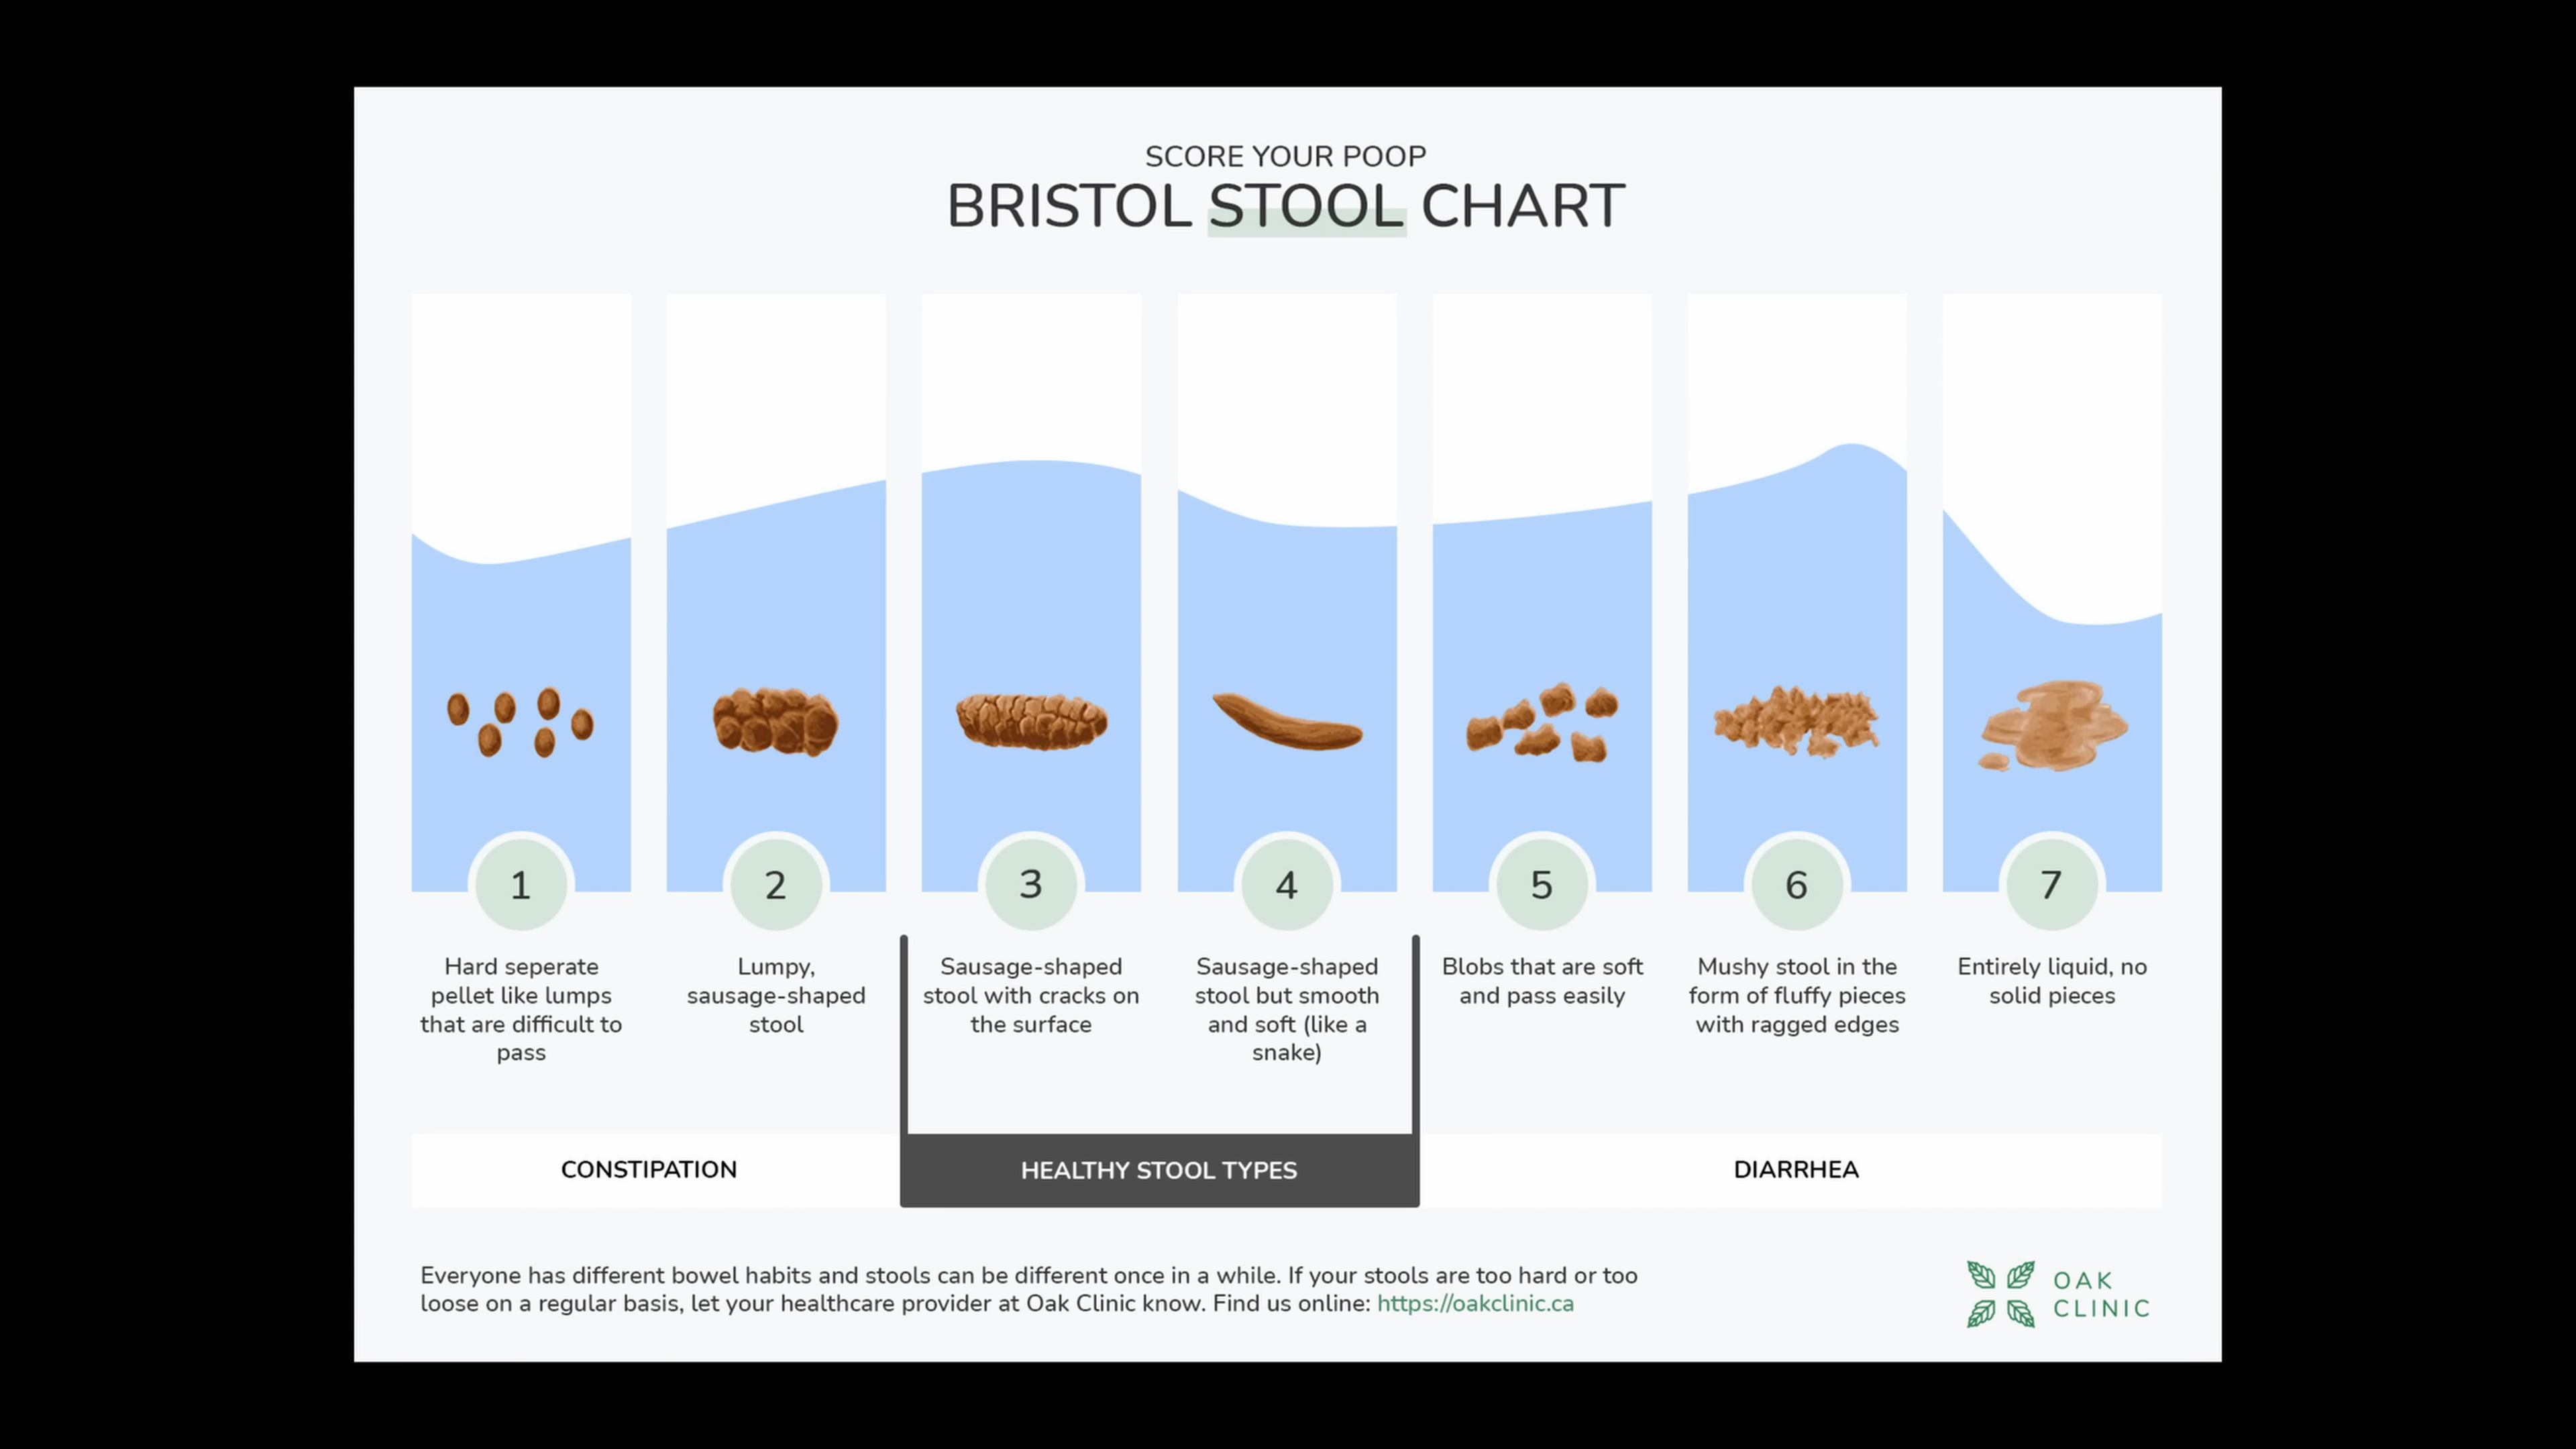 SCORE YOUR POOP
BRISTOL STOOL CHART
1
2
3
4
5
6
7
Hard seperate
pellet like lumps
that are difficult to
pass
Lumpy,
sausage-shaped
stool
Sausage-shaped
stool with cracks on
the surface
Sausage-shaped
stool but smooth
and soft (like a
snake)
Blobs that are soft
and pass easily
Mushy stool in the
form of fluffy pieces
with ragged edges
Entirely liquid, no
solid pieces
CONSTIPATION
HEALTHY STOOL TYPES
DIARRHEA
Everyone has different bowel habits and stools can be different once in a while. If your stools are too hard or too
loose on a regular basis, let your healthcare provider at Oak Clinic know. Find us online: https://oakclinic.ca
OAK
CLINIC